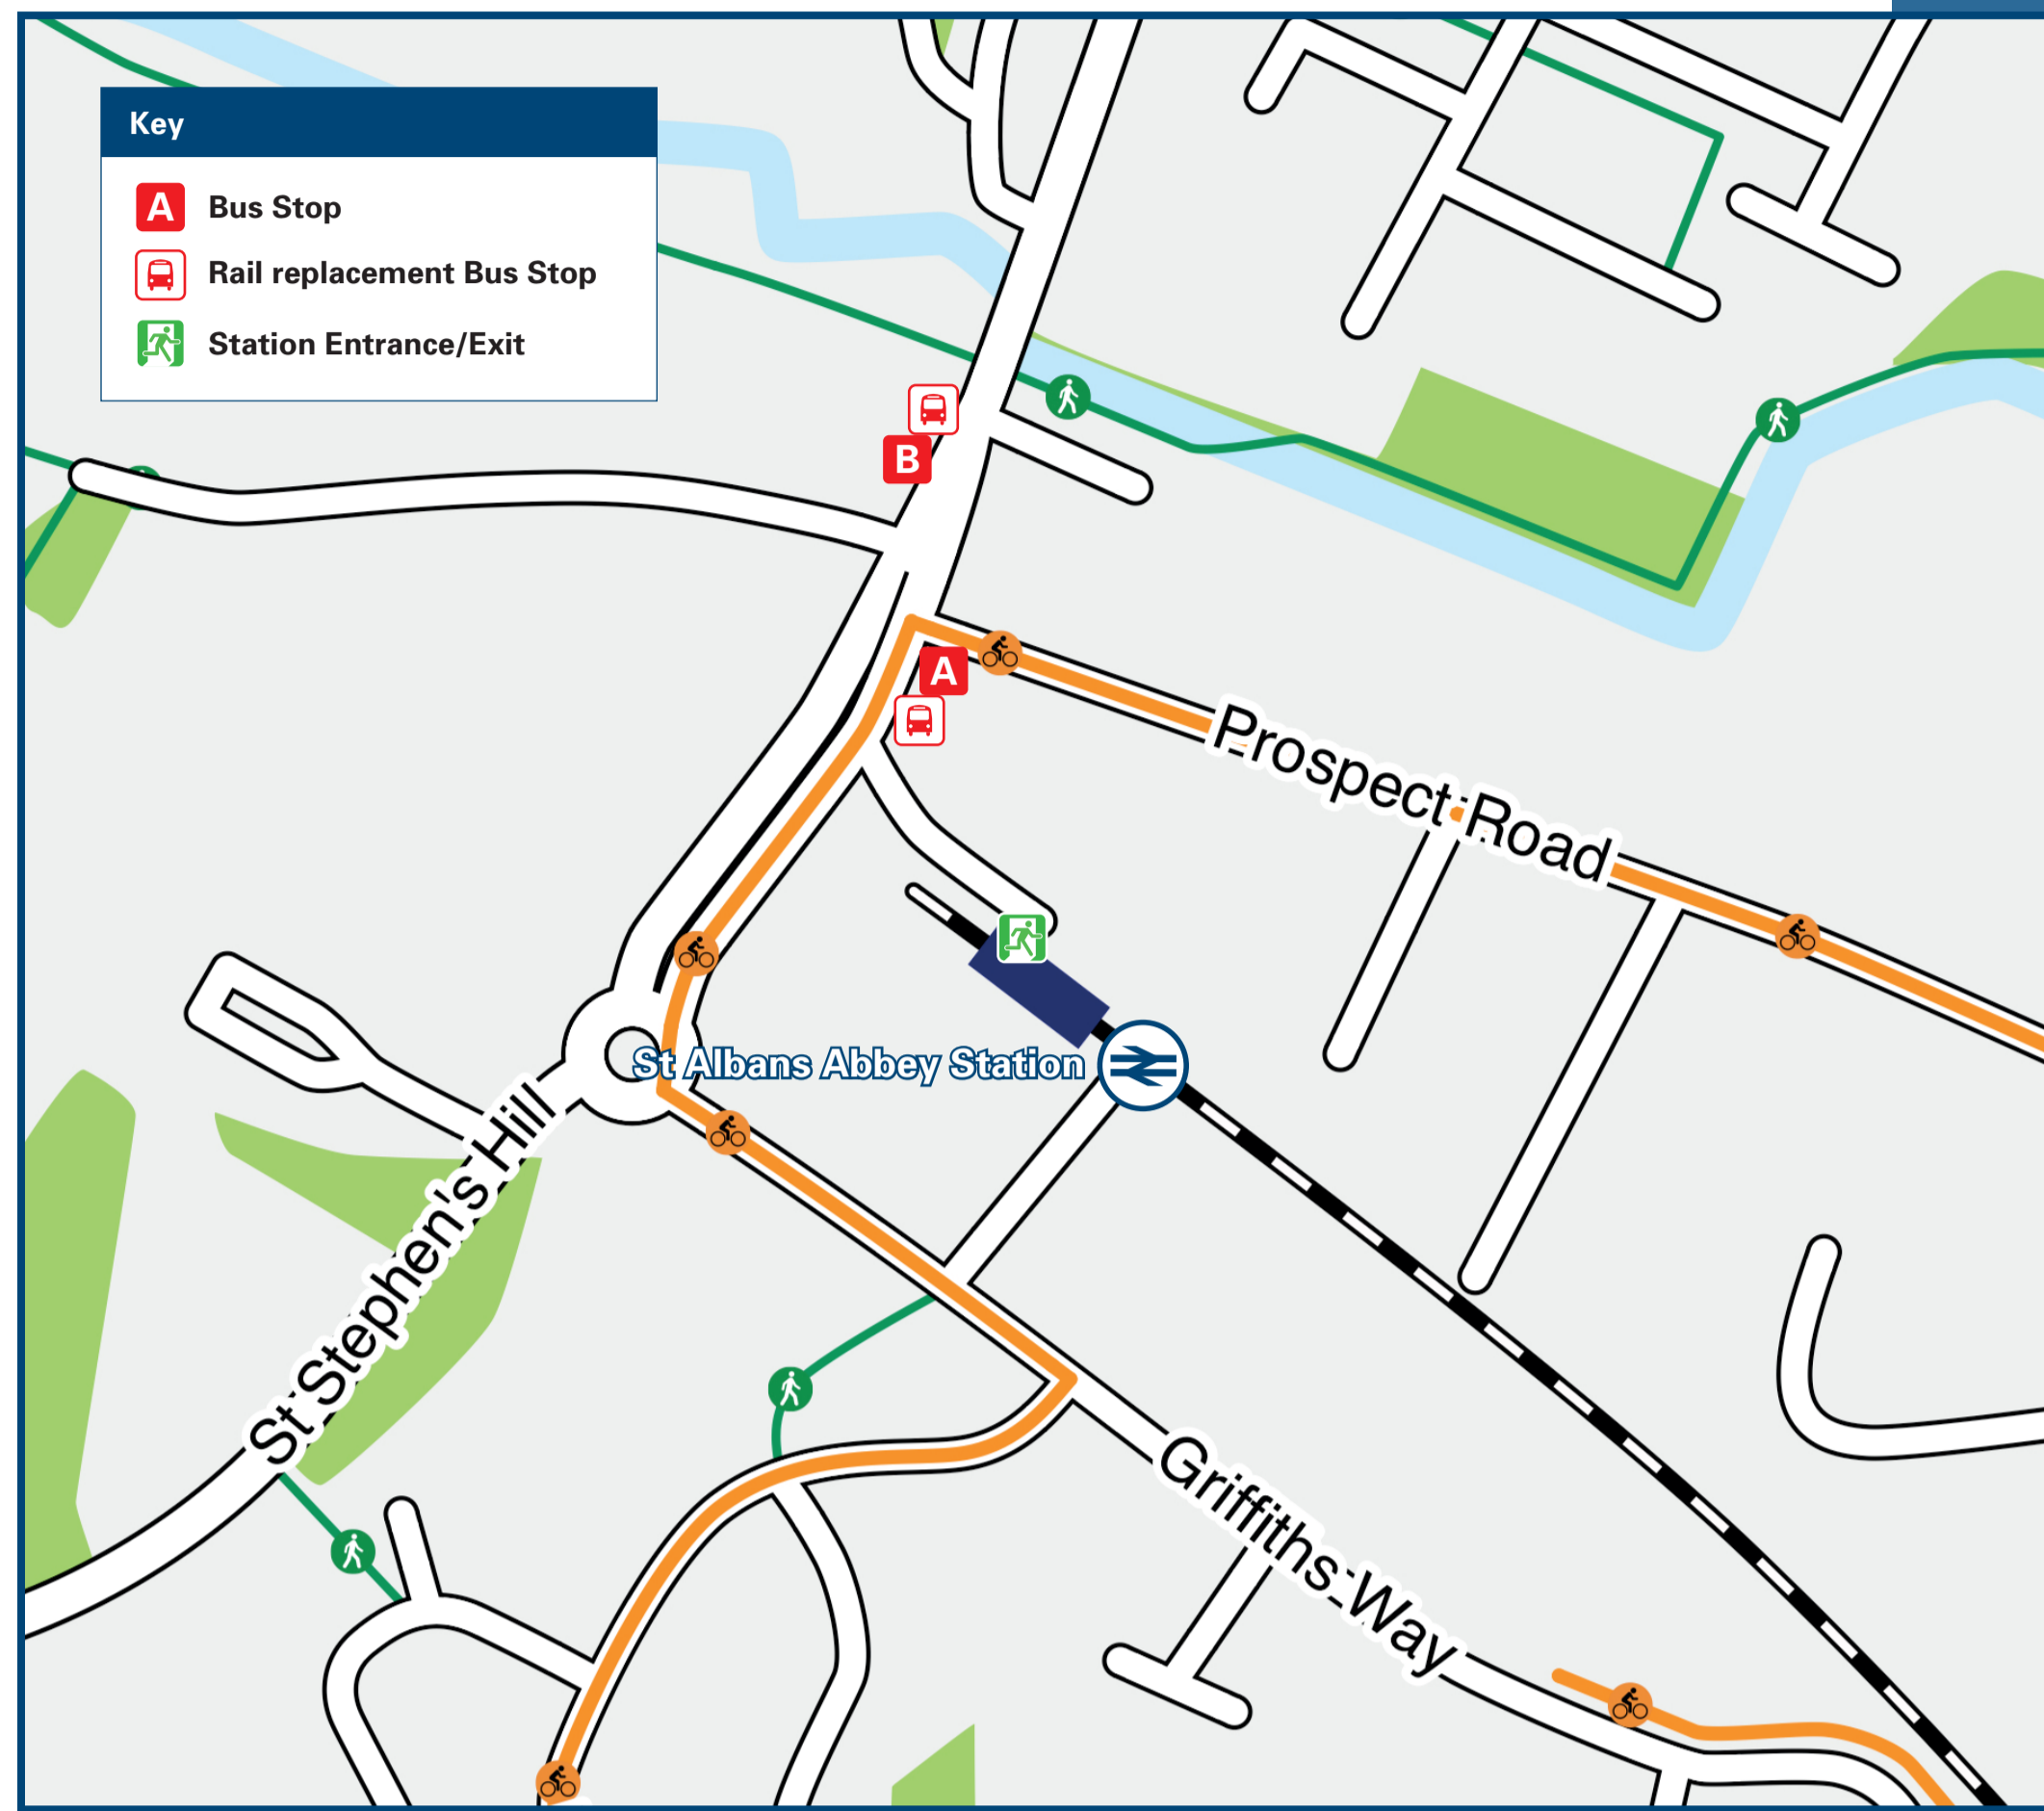 Key
A Bus Stop
Rail replacement Bus Stop
Station Entrance/Exit
B
A
Prospect Road
St Albans Abbey Station
St Stephen's Hill
Griffiths Way